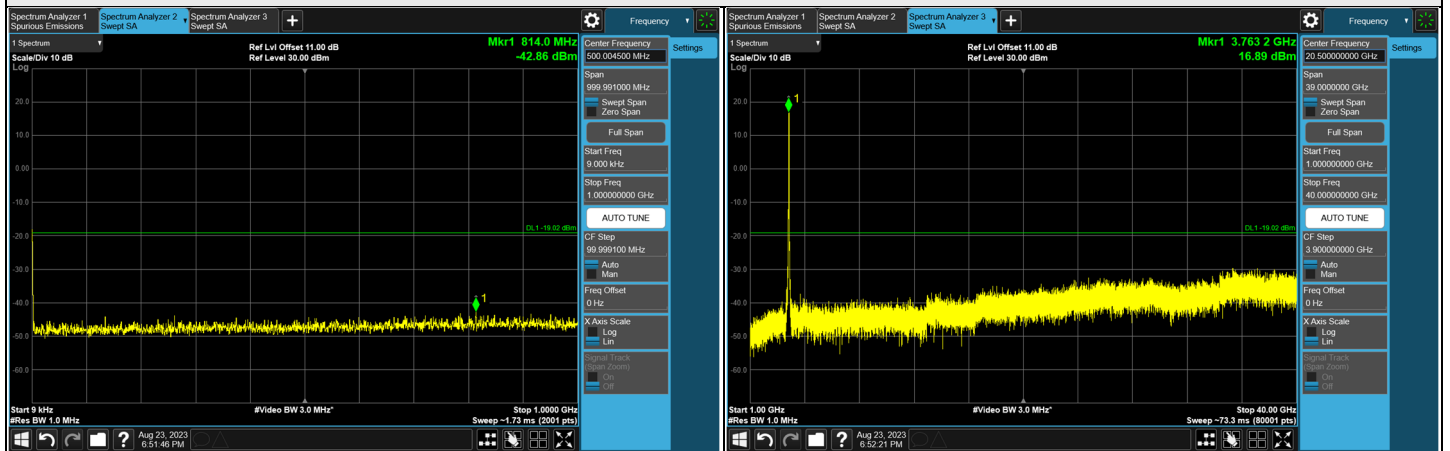 Spectrum Analyzer 1
Spurious Emissions
Spectrum Analyzer 2
Swept SA
Spectrum Analyzer 3
Swept SA
Frequency
1 Spectrum
Scale/Div 10 dB
Log
Ref Lvl Offset 11.00 dB
Ref Level 30.00 dBm
Mkr1 814.0 MHz
-42.86 dBm
20.0
10.0
0.00
-10.0
-20.0
-30.0
-40.0
-50.0
-60.0
DL1 -19.02 dBm
1
Start 9 kHz
#Res BW 1.0 MHz
#Video BW 3.0 MHz*
Stop 1.0000 GHz
Sweep ~1.73 ms (2001 pts)
Center Frequency
500.004500 MHz
Span
999.991000 MHz
Swept Span
Zero Span
Full Span
Start Freq
9.000 kHz
Stop Freq
1.000000000 GHz
AUTO TUNE
CF Step
99.999100 MHz
Auto
Man
Freq Offset
0 Hz
X Axis Scale
Log
Lin
Signal Track
(Span Zoom)
On
Off
Settings
?
Aug 23, 2023
6:51:46 PM
Spectrum Analyzer 1
Spurious Emissions
Spectrum Analyzer 2
Swept SA
Spectrum Analyzer 3
Swept SA
Frequency
1 Spectrum
Scale/Div 10 dB
Log
Ref Lvl Offset 11.00 dB
Ref Level 30.00 dBm
Mkr1 3.763 2 GHz
16.89 dBm
20.0
10.0
0.00
-10.0
-20.0
-30.0
-40.0
-50.0
-60.0
DL1 -19.02 dBm
1
Start 1.00 GHz
#Res BW 1.0 MHz
#Video BW 3.0 MHz*
Stop 40.00 GHz
Sweep ~73.3 ms (80001 pts)
Center Frequency
20.500000000 GHz
Span
39.0000000 GHz
Swept Span
Zero Span
Full Span
Start Freq
1.000000000 GHz
Stop Freq
40.000000000 GHz
AUTO TUNE
CF Step
3.900000000 GHz
Auto
Man
Freq Offset
0 Hz
X Axis Scale
Log
Lin
Signal Track
(Span Zoom)
On
Off
Settings
?
Aug 23, 2023
6:52:21 PM